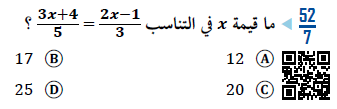 52/7 ◀ ما قيمة x في التناسب (3x+4)/5 = (2x−1)/3 ؟
12 Ⓐ 17 Ⓑ
20 Ⓒ 25 Ⓓ